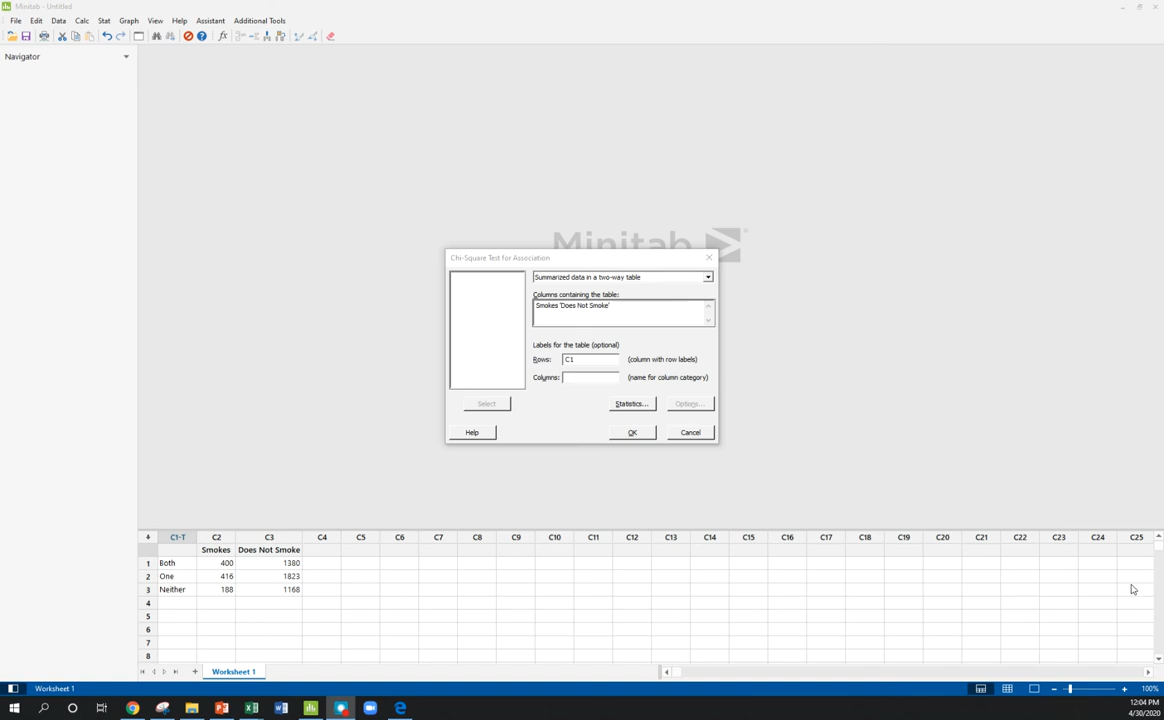 Minitab - Untitled
File Edit Data Calc Stat Graph View Help Assistant Additional Tools
Navigator
Minitab
Chi-Square Test for Association
Summarized data in a two-way table
Columns containing the table:
Smokes 'Does Not Smoke'
Labels for the table (optional)
Rows: C1 (column with row labels)
Columns: (name for column category)
Select Statistics... Options...
Help OK Cancel
C1-T C2 C3 C4 C5 C6 C7 C8 C9 C10 C11 C12 C13 C14 C15 C16 C17 C18 C19 C20 C21 C22 C23 C24 C25
Smokes Does Not Smoke
1 Both 400 1380
2 One 416 1823
3 Neither 188 1168
4
5
6
7
8
Worksheet 1
Worksheet 1 100%
12:04 PM
4/30/2020